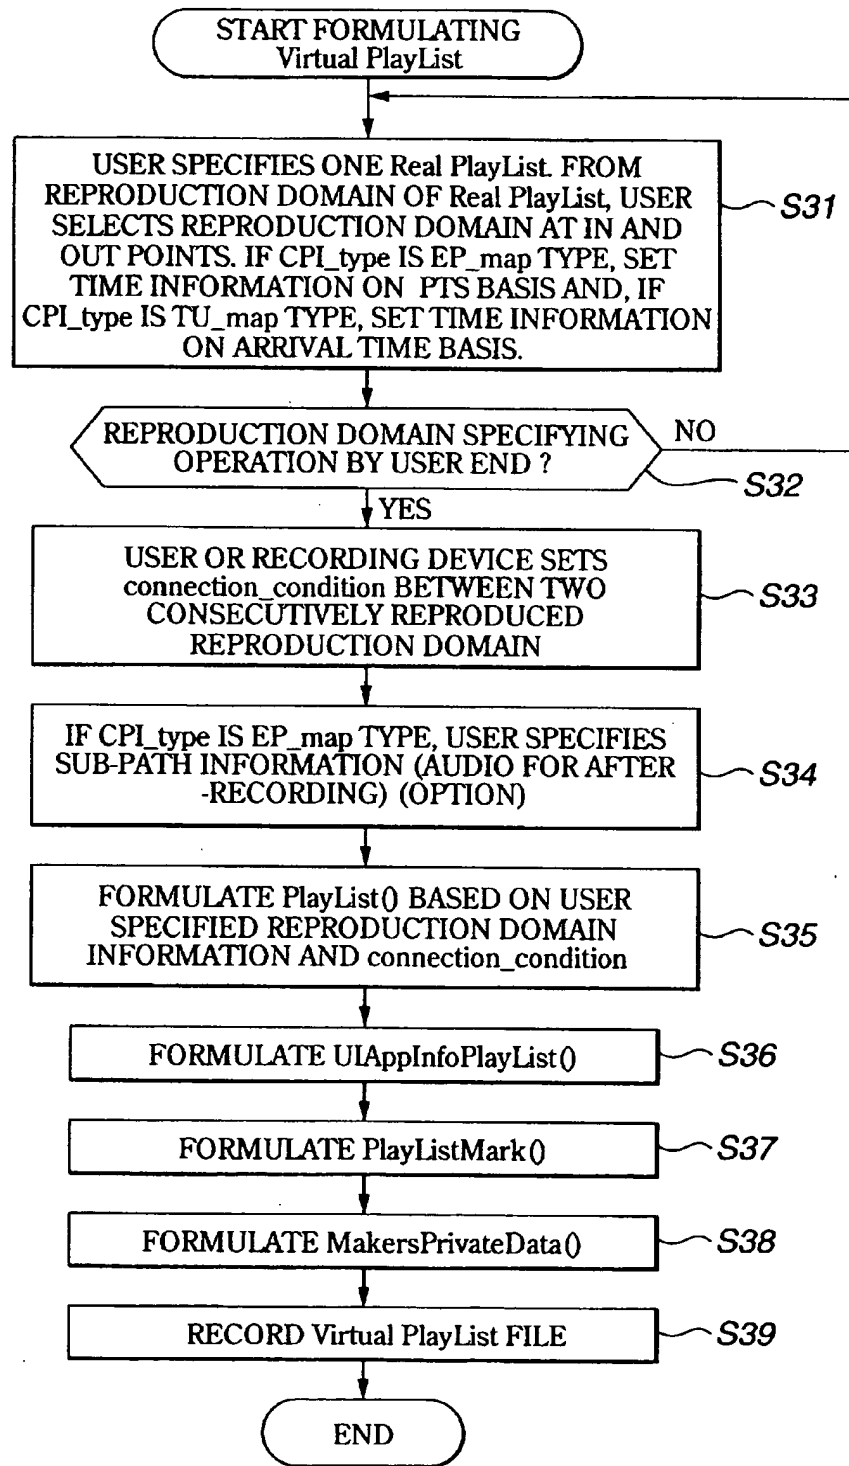 START FORMULATING
Virtual PlayList
USER SPECIFIES ONE Real PlayList. FROM
REPRODUCTION DOMAIN OF Real PlayList, USER
SELECTS REPRODUCTION DOMAIN AT IN AND
OUT POINTS. IF CPI_type IS EP_map TYPE, SET
TIME INFORMATION ON PTS BASIS AND, IF
CPI_type IS TU_map TYPE, SET TIME INFORMATION
ON ARRIVAL TIME BASIS.
S31
REPRODUCTION DOMAIN SPECIFYING
OPERATION BY USER END ?
NO
S32
YES
USER OR RECORDING DEVICE SETS
connection_condition BETWEEN TWO
CONSECUTIVELY REPRODUCED
REPRODUCTION DOMAIN
S33
IF CPI_type IS EP_map TYPE, USER SPECIFIES
SUB-PATH INFORMATION (AUDIO FOR AFTER
-RECORDING) (OPTION)
S34
FORMULATE PlayList() BASED ON USER
SPECIFIED REPRODUCTION DOMAIN
INFORMATION AND connection_condition
S35
FORMULATE UIAppInfoPlayList()
S36
FORMULATE PlayListMark()
S37
FORMULATE MakersPrivateData()
S38
RECORD Virtual PlayList FILE
S39
END